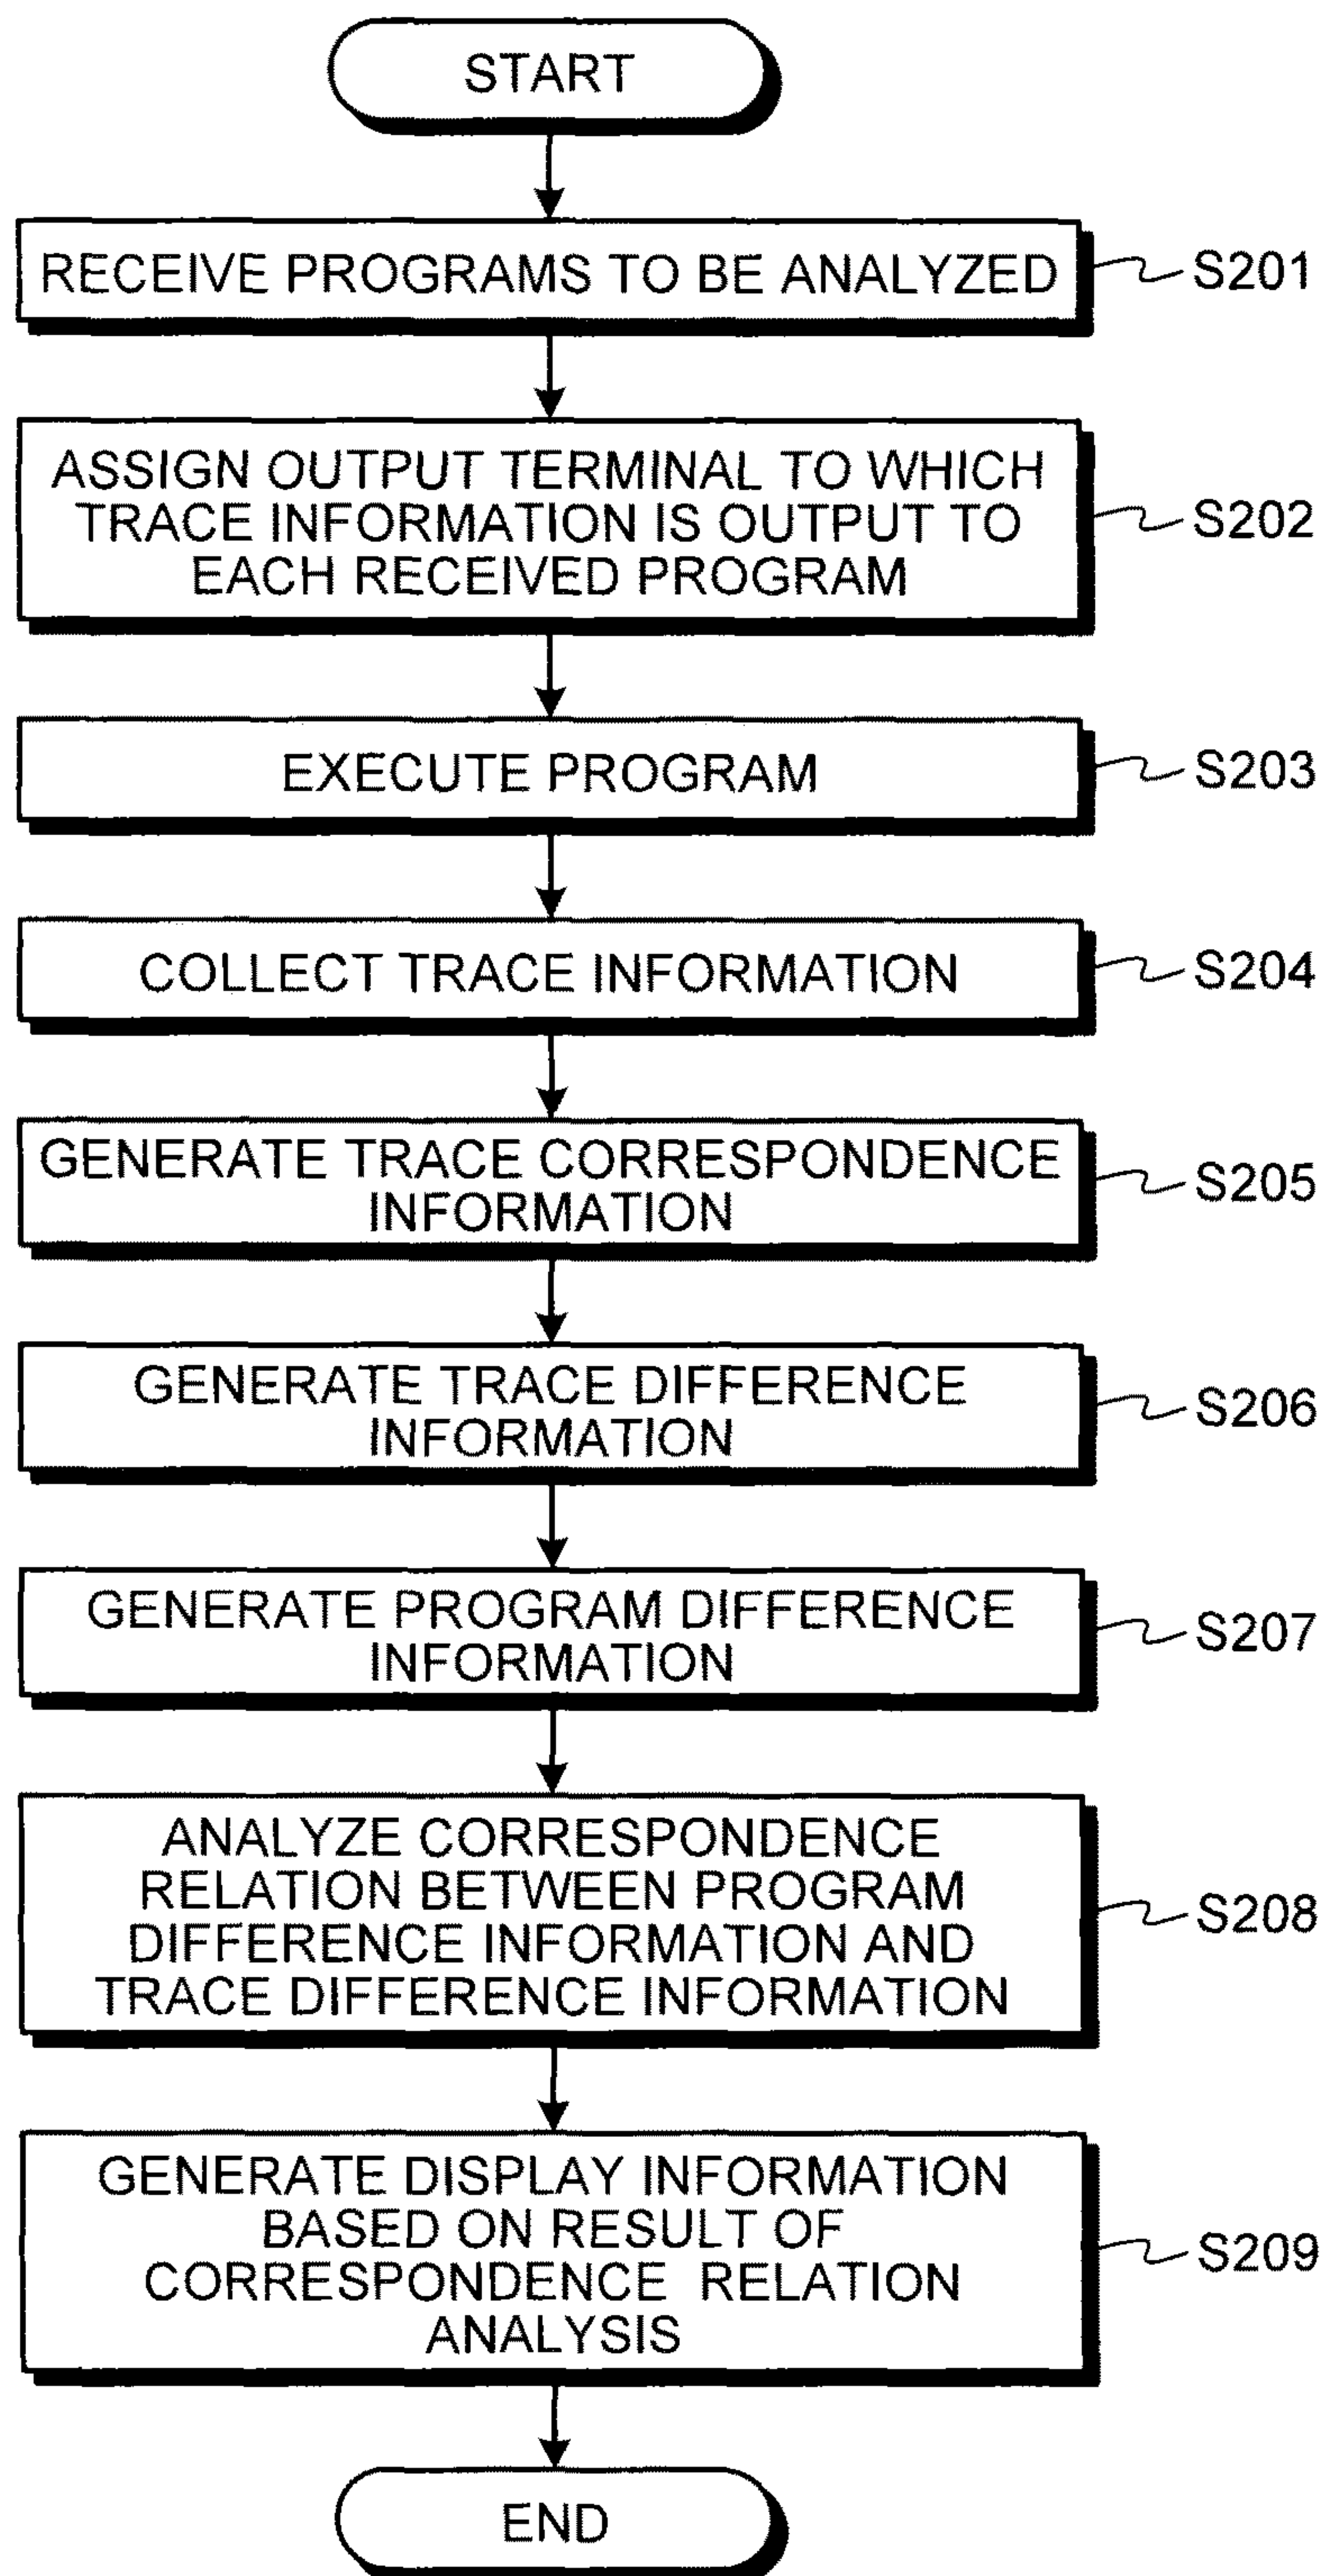 START
RECEIVE PROGRAMS TO BE ANALYZED
S201
ASSIGN OUTPUT TERMINAL TO WHICH
TRACE INFORMATION IS OUTPUT TO
EACH RECEIVED PROGRAM
S202
EXECUTE PROGRAM
S203
COLLECT TRACE INFORMATION
S204
GENERATE TRACE CORRESPONDENCE
INFORMATION
S205
GENERATE TRACE DIFFERENCE
INFORMATION
S206
GENERATE PROGRAM DIFFERENCE
INFORMATION
S207
ANALYZE CORRESPONDENCE
RELATION BETWEEN PROGRAM
DIFFERENCE INFORMATION AND
TRACE DIFFERENCE INFORMATION
S208
GENERATE DISPLAY INFORMATION
BASED ON RESULT OF
CORRESPONDENCE RELATION
ANALYSIS
S209
END